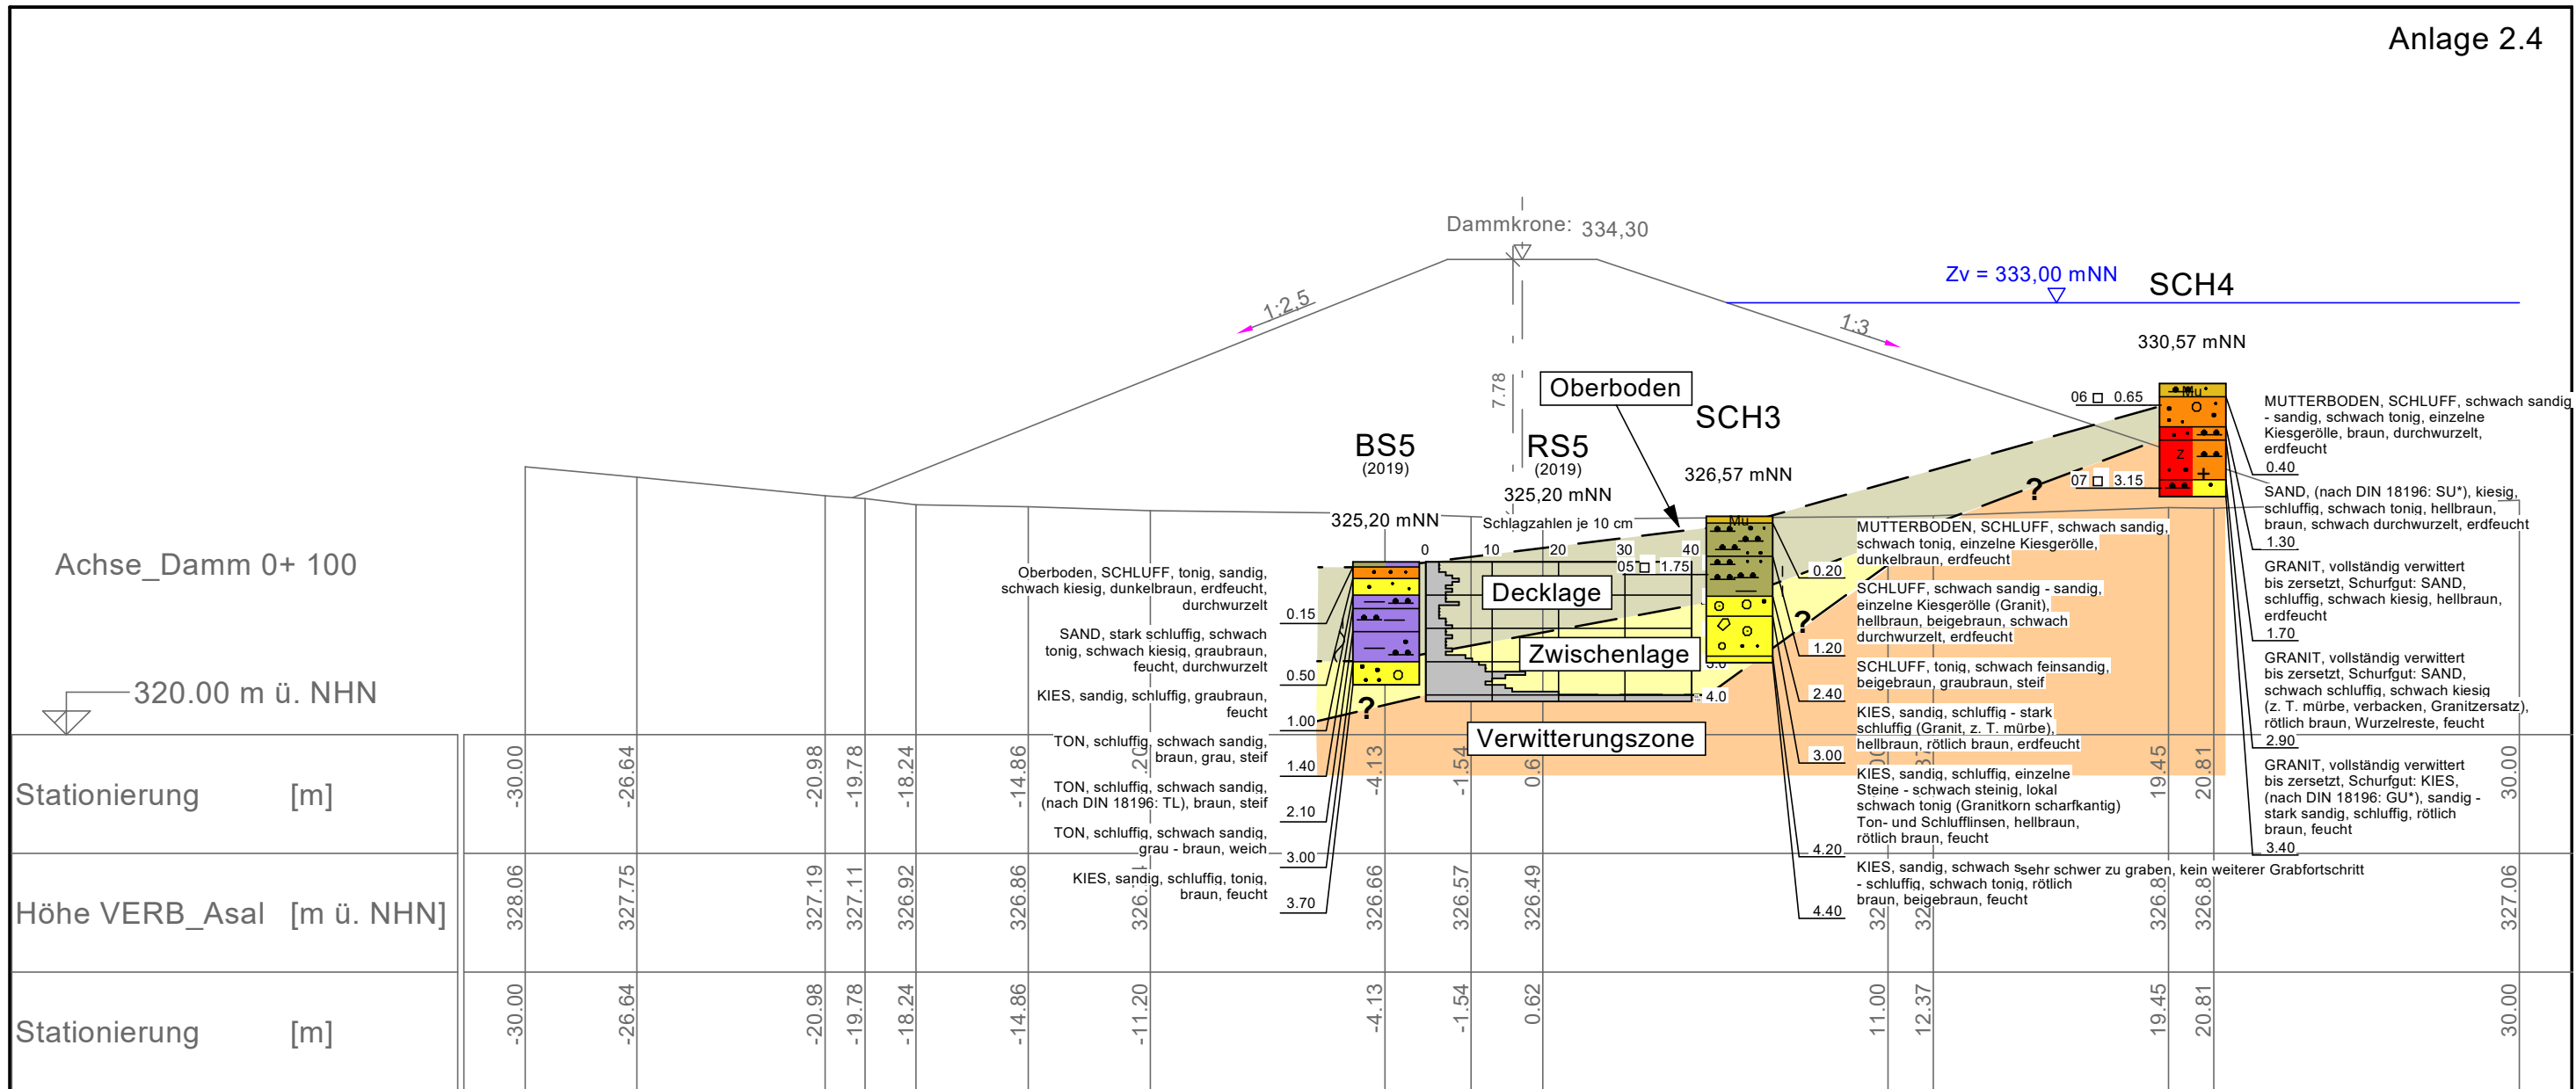 Anlage 2.4
Dammkrone: 334,30
1:2,5
Zv = 333,00 mNN
SCH4
1:3
330,57 mNN
7.78
Oberboden
SCH3
326,57 mNN
BS5
(2019)
325,20 mNN
RS5
(2019)
325,20 mNN
Schlagzahlen je 10 cm
0 10 20 30 40
05 1.75
06 0.65
07 3.15
Mu
Mu
Z
Decklage
Zwischenlage
Verwitterungszone
4.0
?
?
?
Oberboden, SCHLUFF, tonig, sandig,
schwach kiesig, dunkelbraun, erdfeucht,
durchwurzelt
0.15
SAND, stark schluffig, schwach
tonig, schwach kiesig, graubraun,
feucht, durchwurzelt
0.50
KIES, sandig, schluffig, graubraun,
feucht
1.00
TON, schluffig, schwach sandig,
braun, grau, steif
1.40
TON, schluffig, schwach sandig,
(nach DIN 18196: TL), braun, steif
2.10
TON, schluffig, schwach sandig,
grau - braun, weich
3.00
KIES, sandig, schluffig, tonig,
braun, feucht
3.70
MUTTERBODEN, SCHLUFF, schwach sandig,
schwach tonig, einzelne Kiesgerölle,
dunkelbraun, erdfeucht
0.20
SCHLUFF, schwach sandig - sandig,
einzelne Kiesgerölle (Granit),
hellbraun, beigebraun, schwach
durchwurzelt, erdfeucht
1.20
SCHLUFF, tonig, schwach feinsandig,
beigebraun, graubraun, steif
2.40
KIES, sandig, schluffig - stark
schluffig (Granit, z. T. mürbe),
hellbraun, rötlich braun, erdfeucht
3.00
KIES, sandig, schluffig, einzelne
Steine - schwach steinig, lokal
schwach tonig (Granitkorn scharfkantig)
Ton- und Schlufflinsen, hellbraun,
rötlich braun, feucht
4.20
KIES, sandig, schwach
- schluffig, schwach tonig, rötlich
braun, beigebraun, feucht
4.40
sehr schwer zu graben, kein weiterer Grabfortschritt
MUTTERBODEN, SCHLUFF, schwach sandig
- sandig, schwach tonig, einzelne
Kiesgerölle, braun, durchwurzelt,
erdfeucht
0.40
SAND, (nach DIN 18196: SU*), kiesig,
schluffig, schwach tonig, hellbraun,
braun, schwach durchwurzelt, erdfeucht
1.30
GRANIT, vollständig verwittert
bis zersetzt, Schurfgut: SAND,
schluffig, schwach kiesig, hellbraun,
erdfeucht
1.70
GRANIT, vollständig verwittert
bis zersetzt, Schurfgut: SAND,
schwach schluffig, schwach kiesig
(z. T. mürbe, verbacken, Granitzersatz),
rötlich braun, Wurzelreste, feucht
2.90
GRANIT, vollständig verwittert
bis zersetzt, Schurfgut: KIES,
(nach DIN 18196: GU*), sandig -
stark sandig, schluffig, rötlich
braun, feucht
3.40
Achse_Damm 0+ 100
320.00 m ü. NHN
Stationierung [m]
-30.00 -26.64 -20.98 -19.78 -18.24 -14.86 -4.13 -1.54 19.45 20.81 30.00
Höhe VERB_Asal [m ü. NHN]
328.06 327.75 327.19 327.11 326.92 326.86 326.66 326.57 326.49 326.8 326.8 327.06
Stationierung [m]
-30.00 -26.64 -20.98 -19.78 -18.24 -14.86 -11.20 -4.13 -1.54 0.62 11.00 12.37 19.45 20.81 30.00